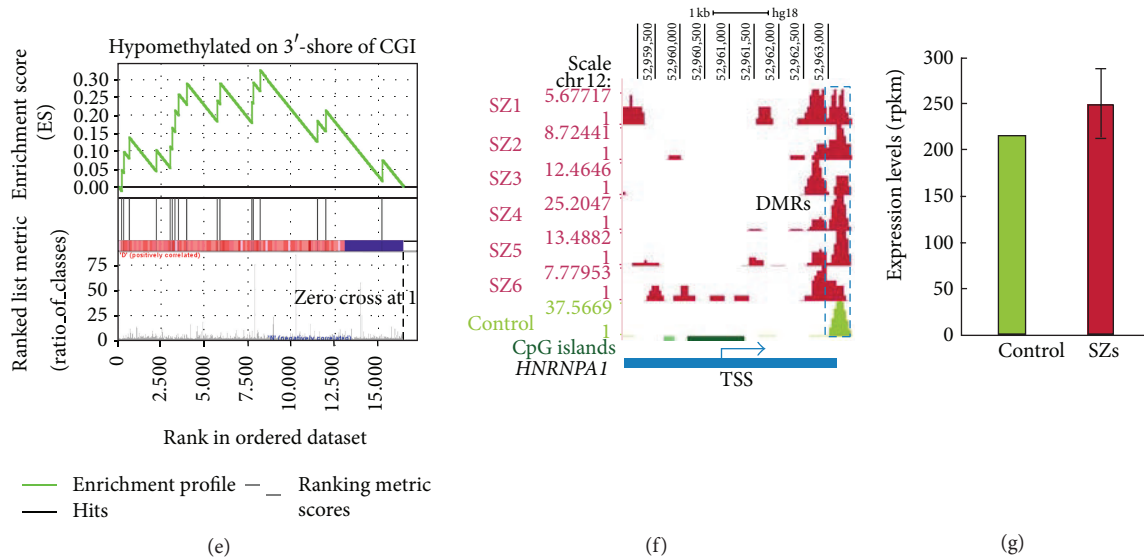 Hypomethylated on 3′-shore of CGI
Enrichment score
(ES)
0.30
0.25
0.20
0.15
0.10
0.05
0.00
Ranked list metric
(ratio_of_classes)
'D' (positively correlated)
75
50
25
0
Zero cross at 1
(negatively correlated)
0
2.500
5.000
7.500
10.000
12.500
15.000
Rank in ordered dataset
Enrichment profile
Hits
Ranking metric
scores
(e)
1 kb
hg18
Scale
chr12:
52,959,500
52,960,000
52,960,500
52,961,000
52,961,500
52,962,000
52,962,500
52,963,000
SZ1
5.67717
1
SZ2
8.72441
1
SZ3
12.4646
1
SZ4
25.2047
1
SZ5
13.4882
1
SZ6
7.77953
1
Control
37.5669
1
DMRs
CpG islands
HNRNPA1
TSS
(f)
Expression levels (rpkm)
300
250
200
150
100
50
0
Control
SZs
(g)